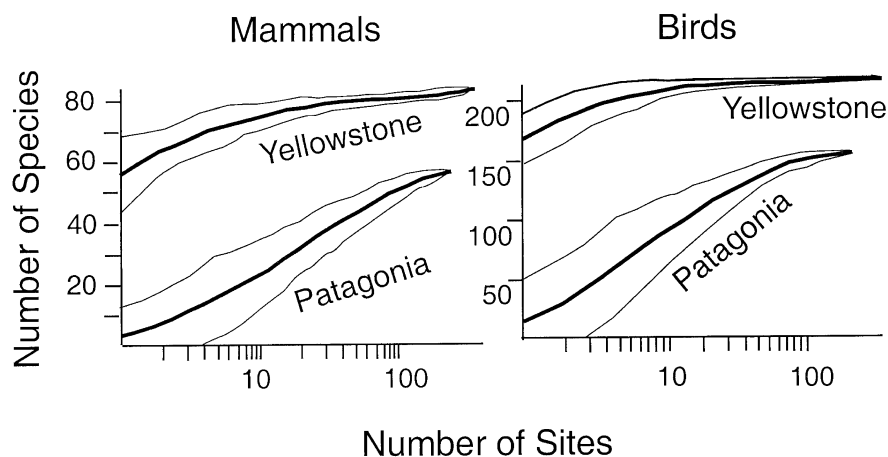 Mammals
Birds
Number of Species
80
60
40
20
Yellowstone
Patagonia
10
100
200
150
100
50
Yellowstone
Patagonia
10
100
Number of Sites